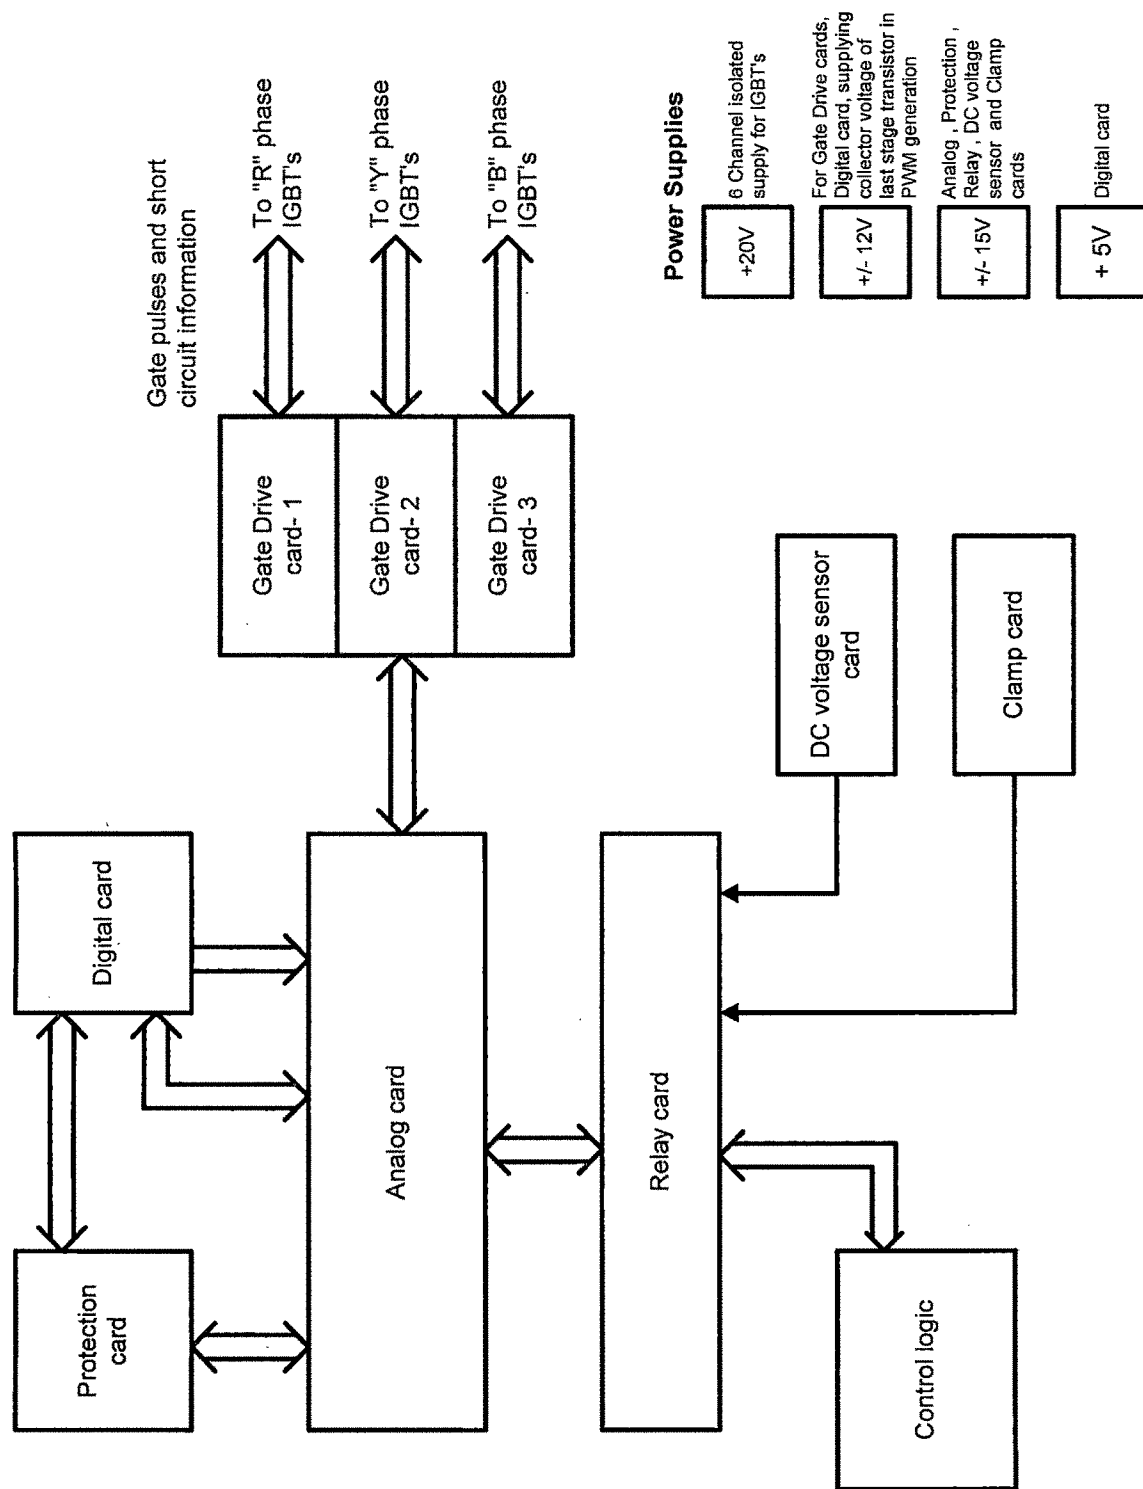 Protection
card
Digital card
Analog card
Relay card
Control logic
Gate Drive
card- 1
Gate Drive
card- 2
Gate Drive
card- 3
DC voltage sensor
card
Clamp card
Gate pulses and short
circuit information
To "R" phase
IGBT's
To "Y" phase
IGBT's
To "B" phase
IGBT's
Power Supplies
+20V
6 Channel isolated
supply for IGBT's
+/- 12V
For Gate Drive cards,
Digital card, supplying
collector voltage of
last stage transistor in
PWM generation
+/- 15V
Analog , Protection ,
Relay , DC voltage
sensor and Clamp
cards
+ 5V
Digital card